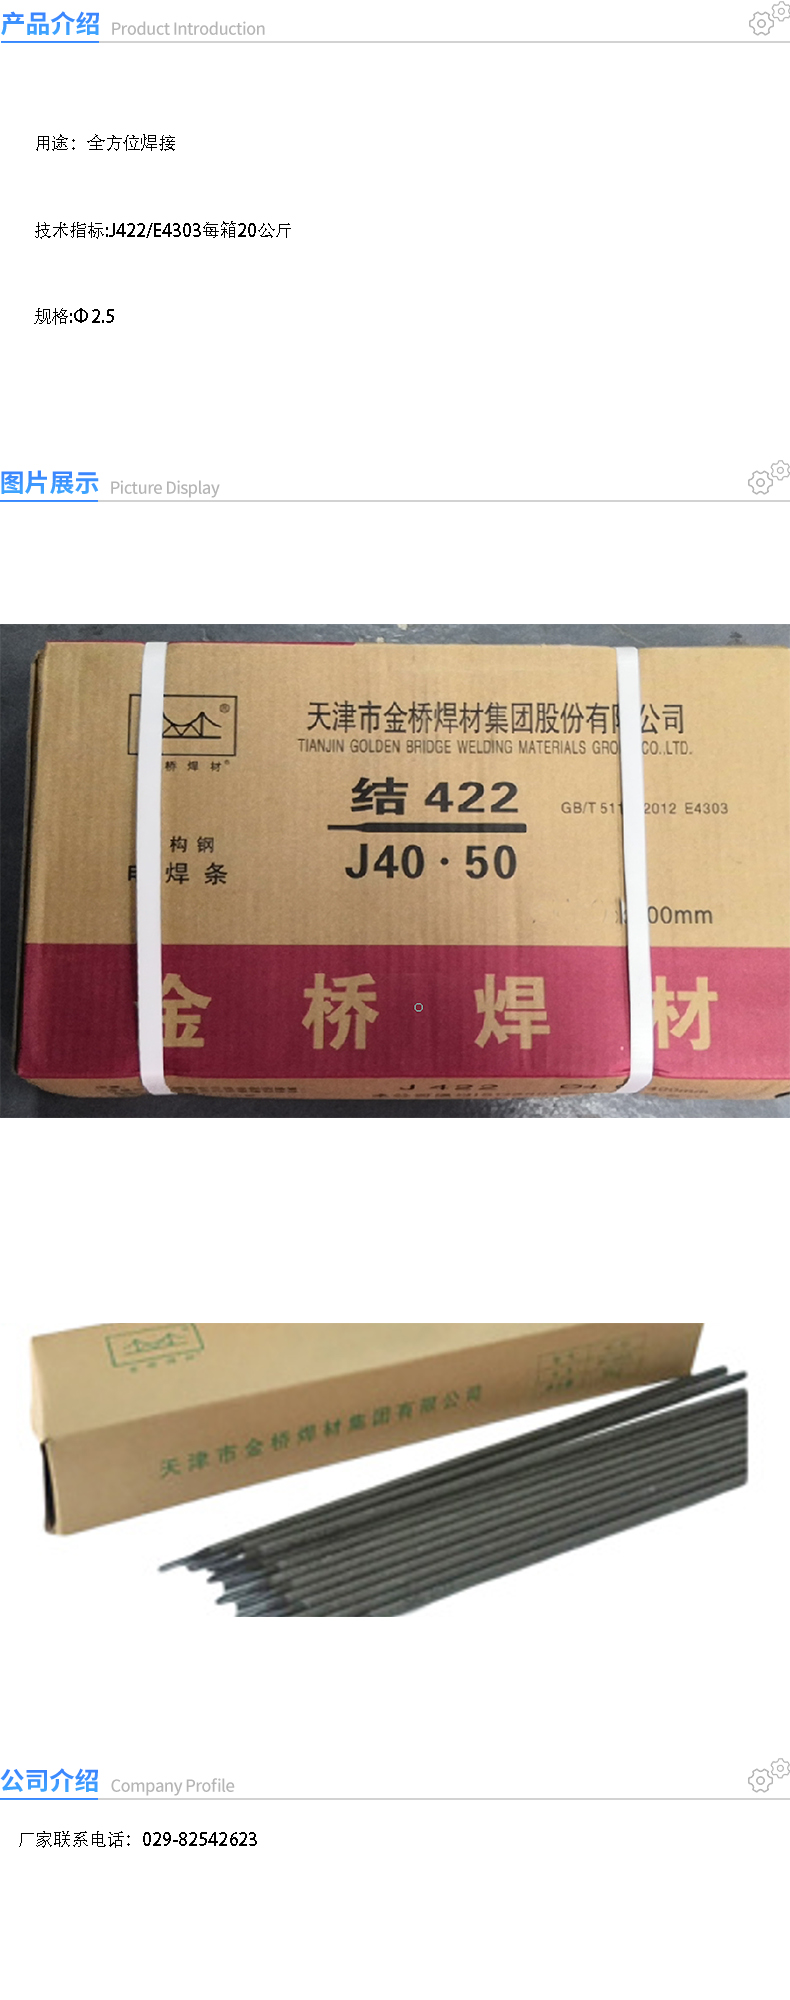 产品介绍 Product Introduction
用途：全方位焊接
技术指标:J422/E4303每箱20公斤
规格:Φ2.5
图片展示 Picture Display
®
桥 焊 材®
天津市金桥焊材集团股份有 公司
TIANJIN GOLDEN BRIDGE WELDING MATERIALS CO.,LTD.
结 422
GB/T 2012 E4303
构 钢
J40·50
焊 条
00mm
金 桥 焊 材
J 422
天津市金桥焊材集团有限公司
公司介绍 Company Profile
厂家联系电话：029-82542623